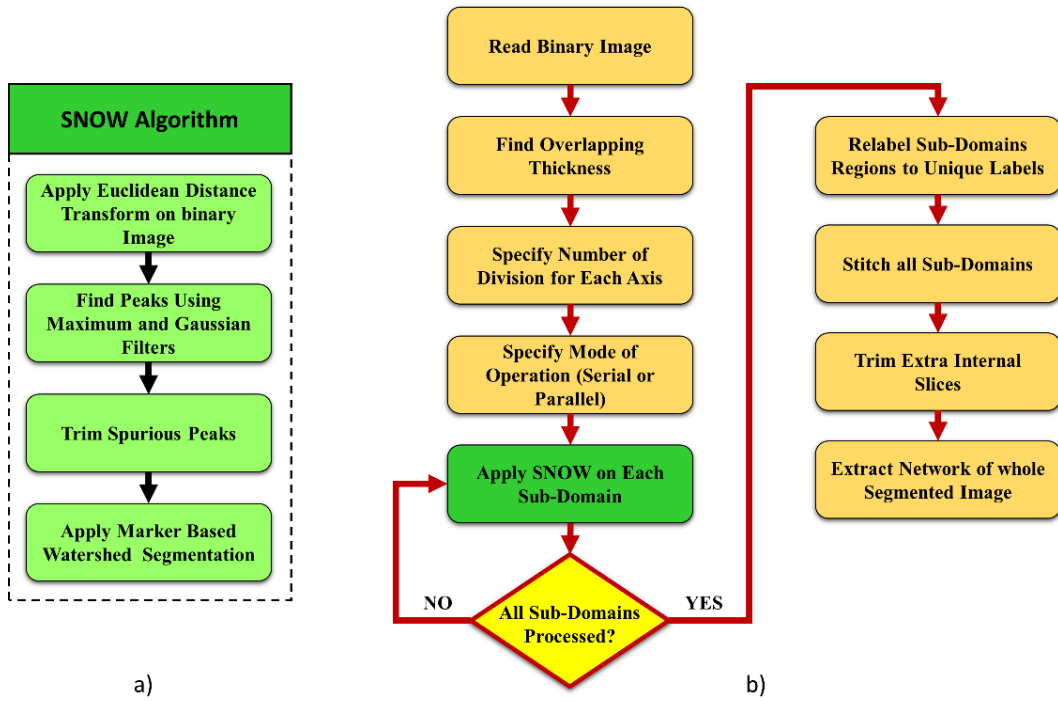 SNOW Algorithm
Apply Euclidean Distance
Transform on binary
Image
Find Peaks Using
Maximum and Gaussian
Filters
Trim Spurious Peaks
Apply Marker Based
Watershed Segmentation
a)
Read Binary Image
Find Overlapping
Thickness
Specify Number of
Division for Each Axis
Specify Mode of
Operation (Serial or
Parallel)
Apply SNOW on Each
Sub-Domain
All Sub-Domains
Processed?
NO
YES
Relabel Sub-Domains
Regions to Unique Labels
Stitch all Sub-Domains
Trim Extra Internal
Slices
Extract Network of whole
Segmented Image
b)